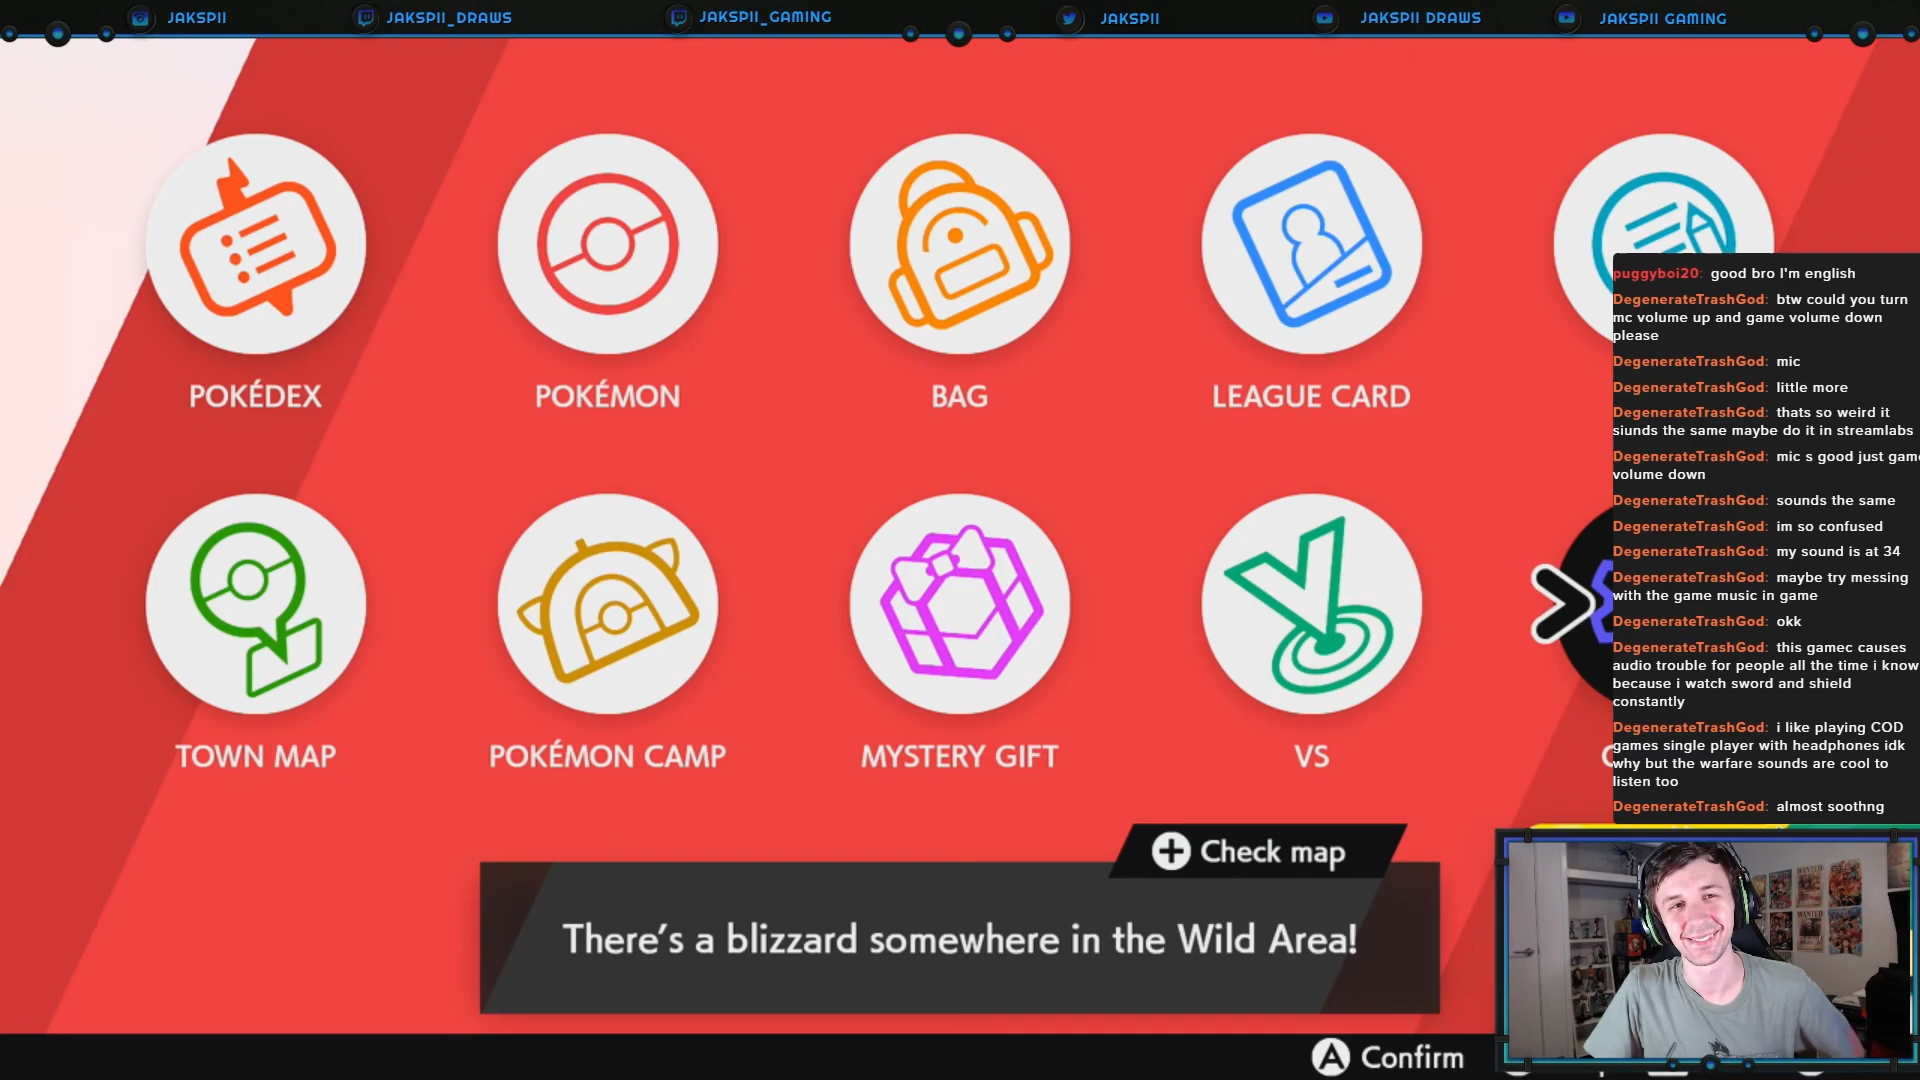 JAKSPII
JAKSPII_DRAWS
JAKSPII_GAMING
JAKSPII
JAKSPII DRAWS
JAKSPII GAMING
POKÉDEX
POKÉMON
BAG
LEAGUE CARD
TOWN MAP
POKÉMON CAMP
MYSTERY GIFT
VS
puggyboi20: good bro I'm english
DegenerateTrashGod: btw could you turn
mc volume up and game volume down
please
DegenerateTrashGod: mic
DegenerateTrashGod: little more
DegenerateTrashGod: thats so weird it
siunds the same maybe do it in streamlabs
DegenerateTrashGod: mic s good just game
volume down
DegenerateTrashGod: sounds the same
DegenerateTrashGod: im so confused
DegenerateTrashGod: my sound is at 34
DegenerateTrashGod: maybe try messing
with the game music in game
DegenerateTrashGod: okk
DegenerateTrashGod: this gamec causes
audio trouble for people all the time i know
because i watch sword and shield
constantly
DegenerateTrashGod: i like playing COD
games single player with headphones idk
why but the warfare sounds are cool to
listen too
DegenerateTrashGod: almost soothng
Check map
There's a blizzard somewhere in the Wild Area!
A Confirm
WANTED
WANTED